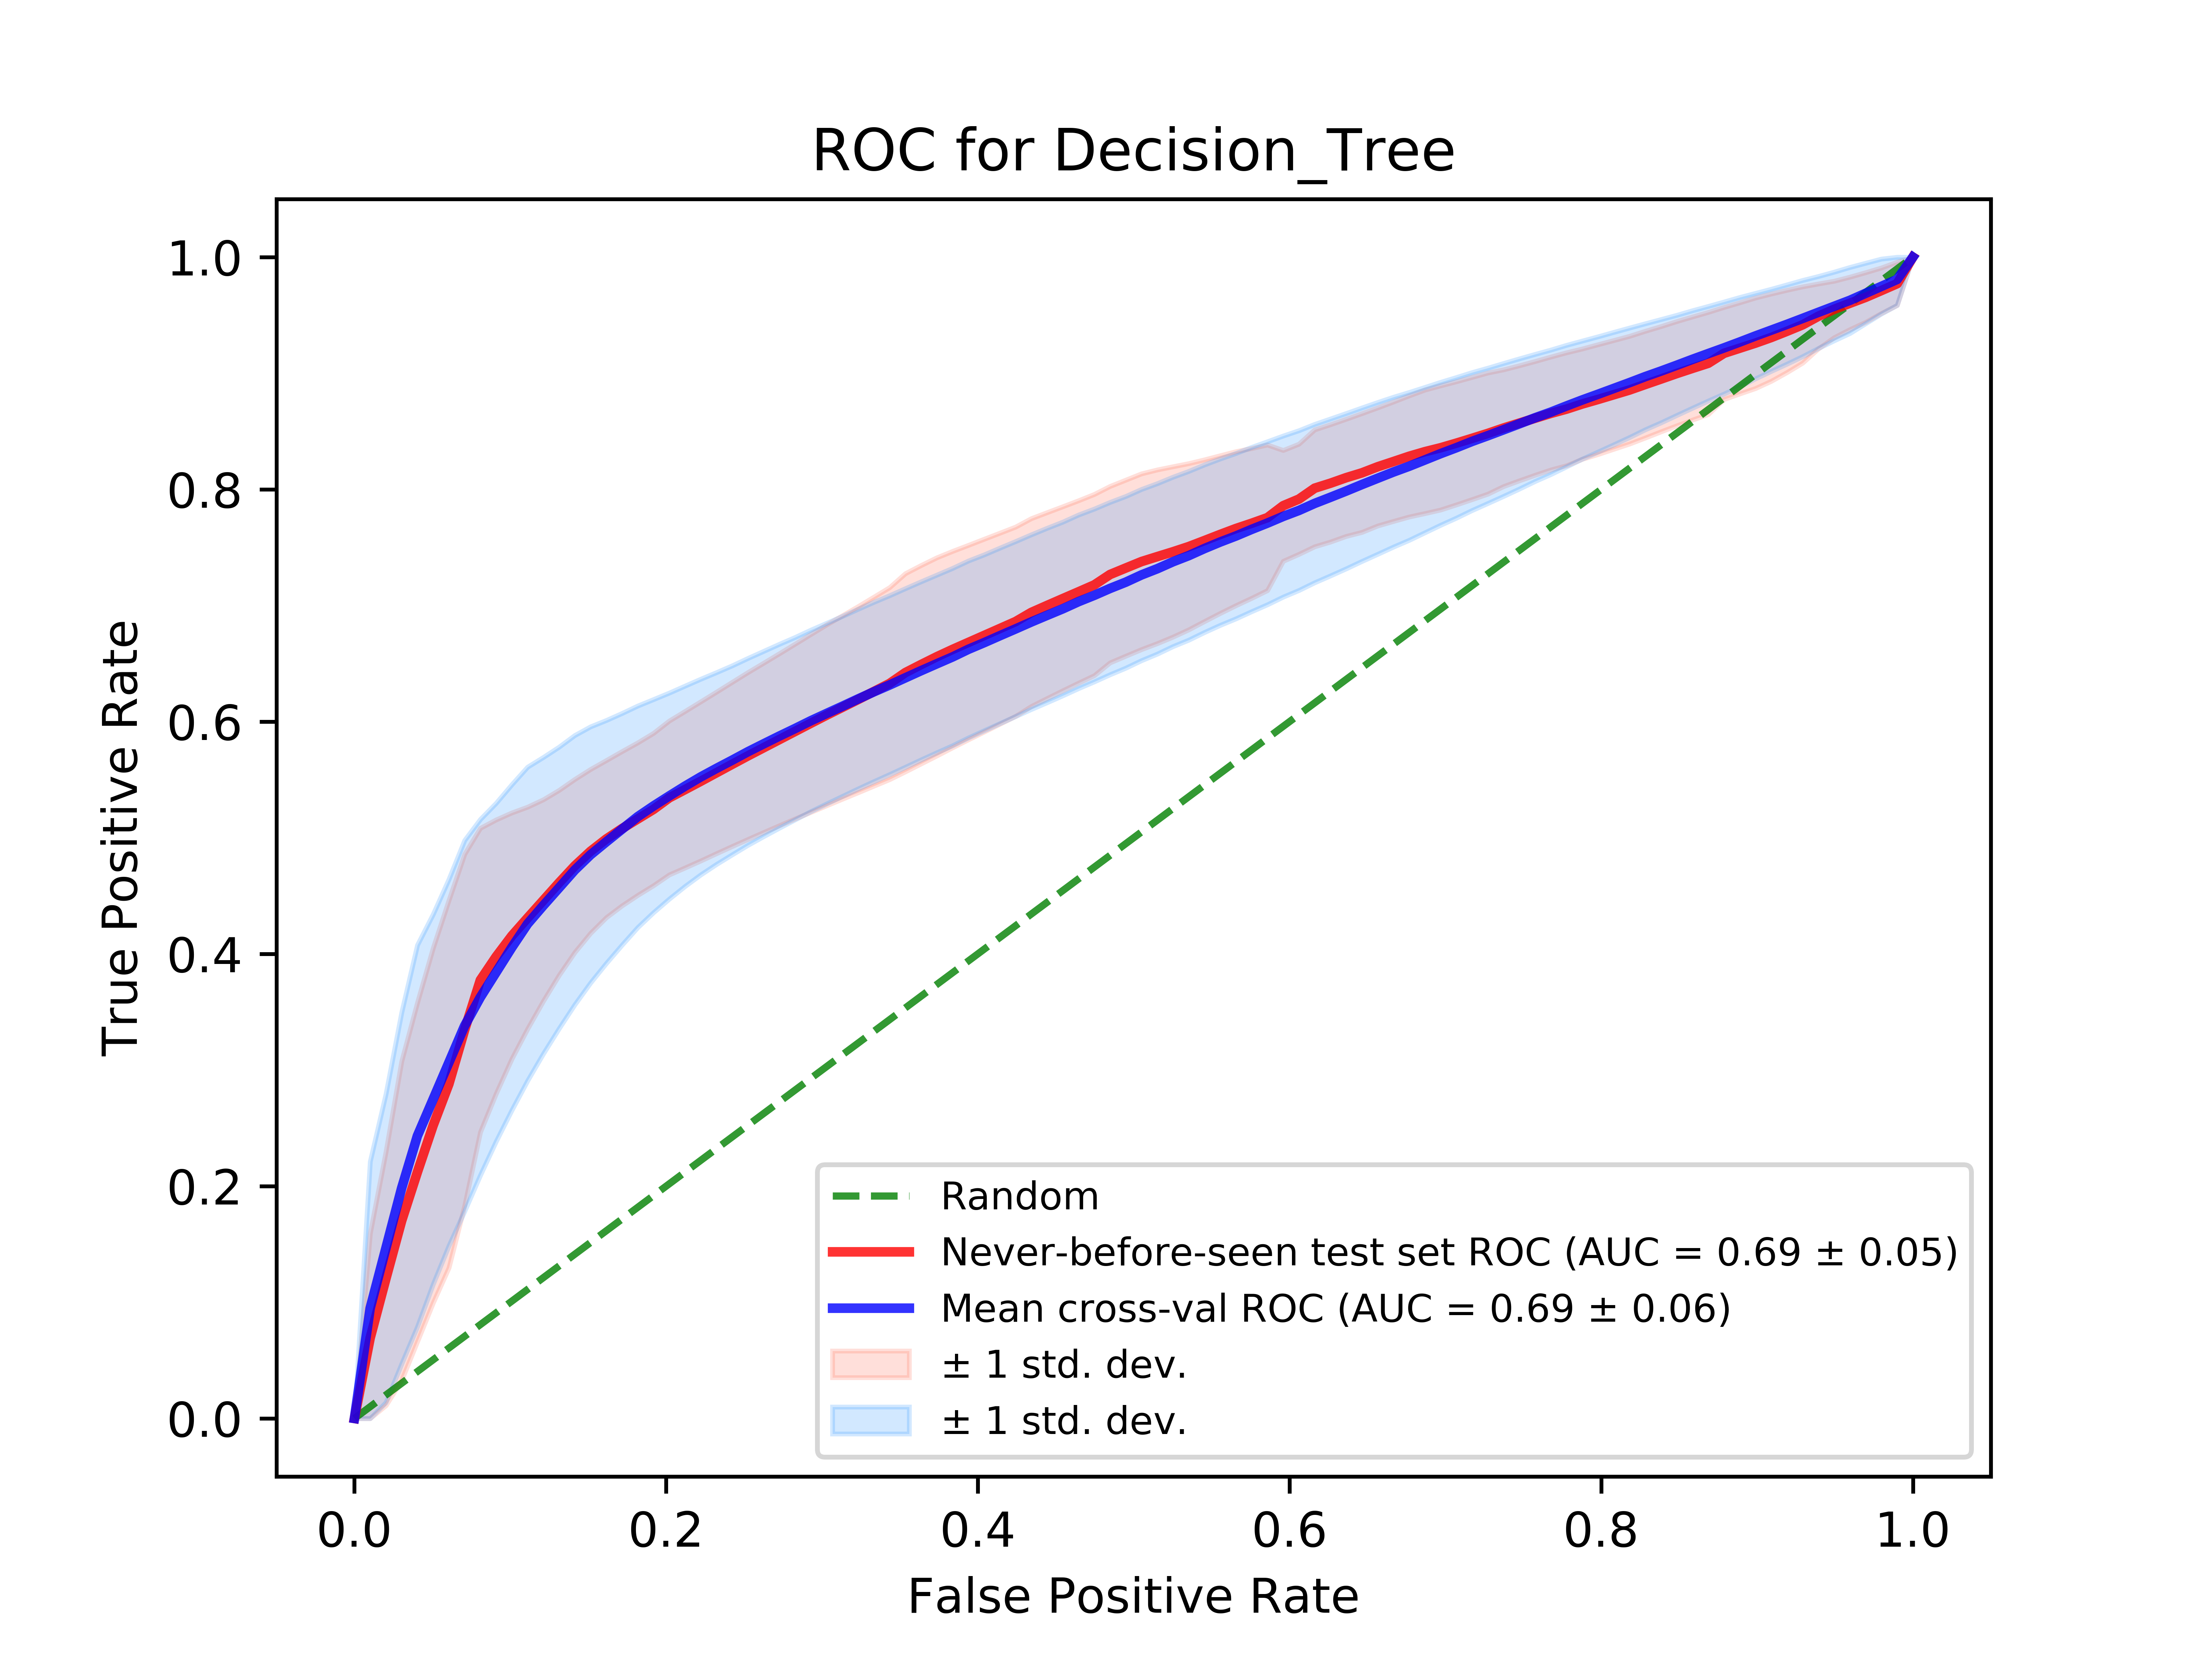 ROC for Decision_Tree
True Positive Rate
1.0
0.8
0.6
0.4
0.2
0.0
Random
Never-before-seen test set ROC (AUC = 0.69 ± 0.05)
Mean cross-val ROC (AUC = 0.69 ± 0.06)
± 1 std. dev.
± 1 std. dev.
0.0 0.2 0.4 0.6 0.8 1.0
False Positive Rate